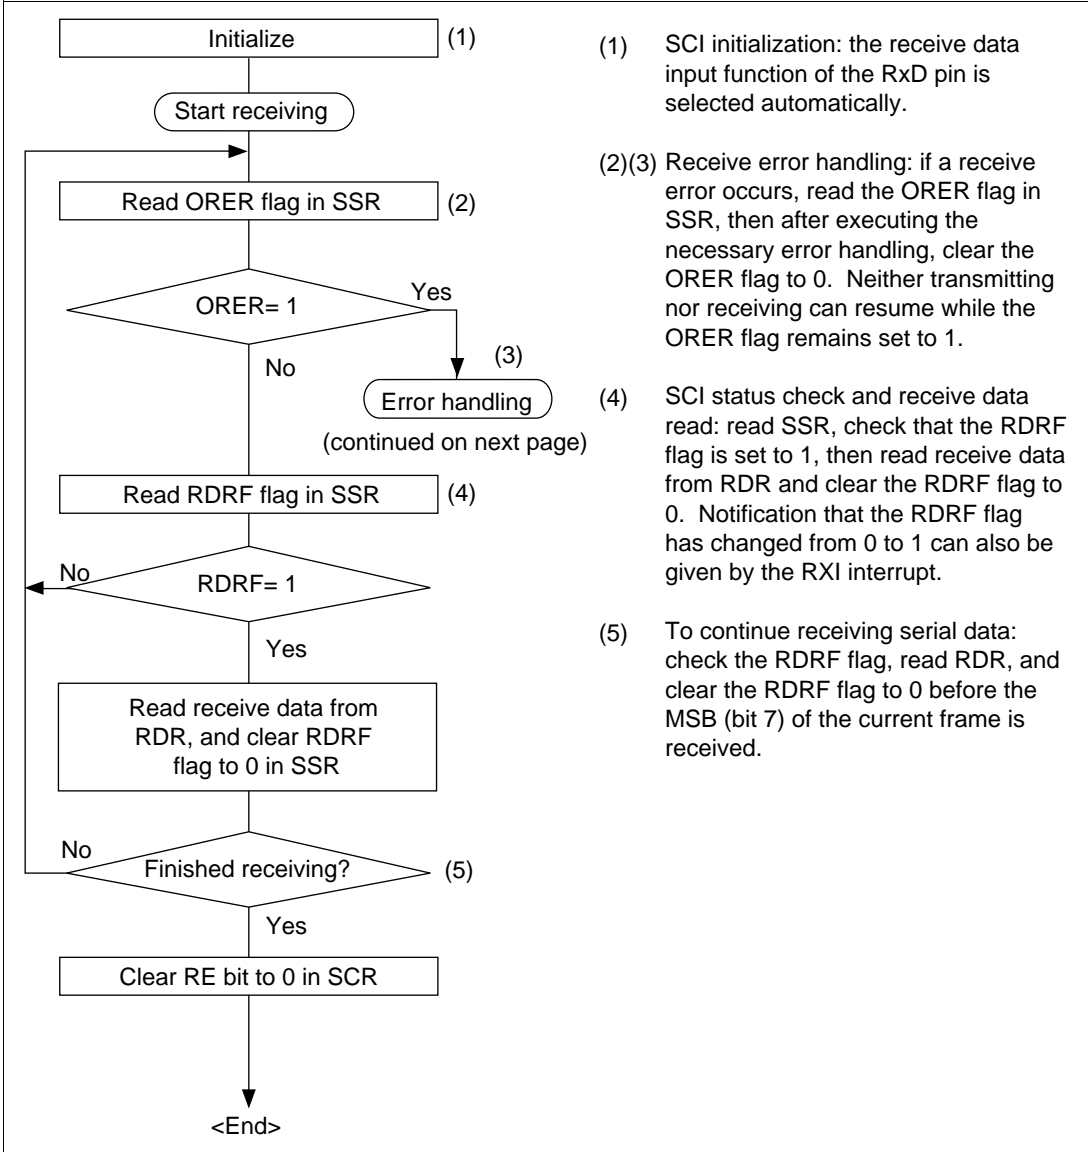 Initialize
(1)
Start receiving
Read ORER flag in SSR
(2)
ORER= 1
Yes
No
(3)
Error handling
(continued on next page)
Read RDRF flag in SSR
(4)
No
RDRF= 1
Yes
Read receive data from
RDR, and clear RDRF
flag to 0 in SSR
No
Finished receiving?
(5)
Yes
Clear RE bit to 0 in SCR
<End>
(1) SCI initialization: the receive data
input function of the RxD pin is
selected automatically.
(2)(3) Receive error handling: if a receive
error occurs, read the ORER flag in
SSR, then after executing the
necessary error handling, clear the
ORER flag to 0. Neither transmitting
nor receiving can resume while the
ORER flag remains set to 1.
(4) SCI status check and receive data
read: read SSR, check that the RDRF
flag is set to 1, then read receive data
from RDR and clear the RDRF flag to
0. Notification that the RDRF flag
has changed from 0 to 1 can also be
given by the RXI interrupt.
(5) To continue receiving serial data:
check the RDRF flag, read RDR, and
clear the RDRF flag to 0 before the
MSB (bit 7) of the current frame is
received.